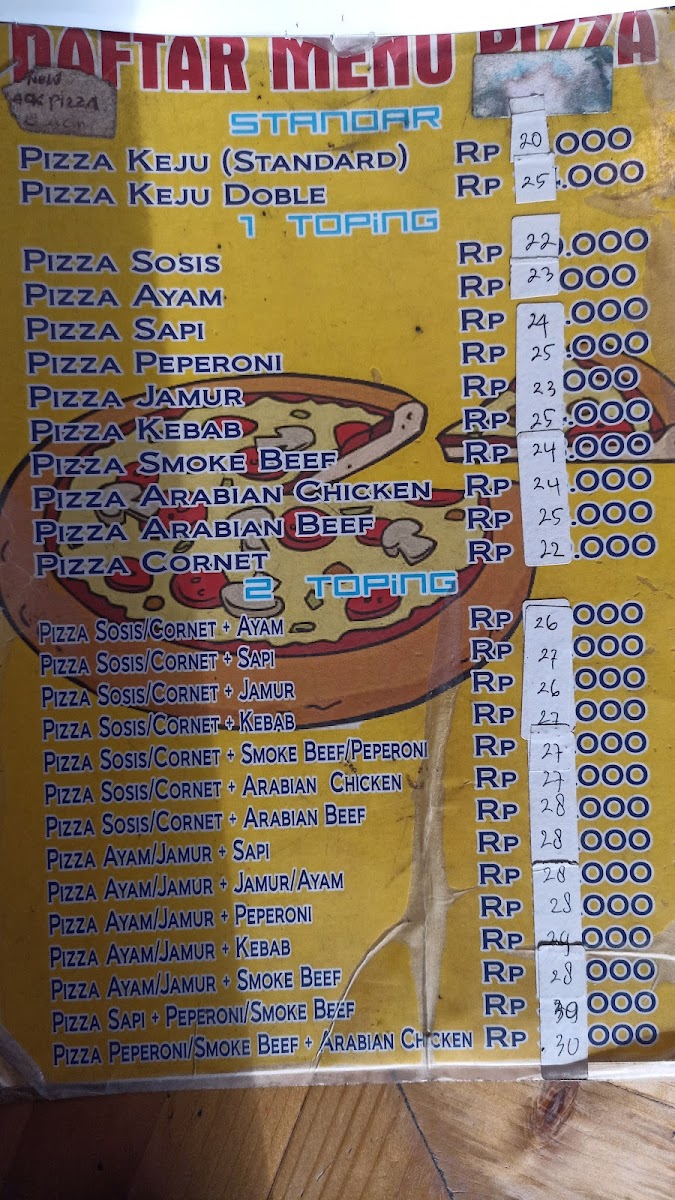 DAFTAR MENU PIZZA
NEW
PIZZA
STANDAR
PIZZA KEJU (STANDARD) RP 20.000
PIZZA KEJU DOBLE RP 25.000
1 TOPING
PIZZA SOSIS RP 22.000
PIZZA AYAM RP 23 000
PIZZA SAPI RP 24.000
PIZZA PEPERONI RP 25.000
PIZZA JAMUR RP 23 000
PIZZA KEBAB RP 25.000
PIZZA SMOKE BEEF RP 24.000
PIZZA ARABIAN CHICKEN RP 24.000
PIZZA ARABIAN BEEF RP 25.000
PIZZA CORNET RP 22.000
2 TOPING
PIZZA SOSIS/CORNET + AYAM RP 26.000
PIZZA SOSIS/CORNET + SAPI RP 27.000
PIZZA SOSIS/CORNET + JAMUR RP 26.000
PIZZA SOSIS/CORNET + KEBAB RP 27.000
PIZZA SOSIS/CORNET + SMOKE BEEF/PEPERONI RP 27.000
PIZZA SOSIS/CORNET + ARABIAN CHICKEN RP 27.000
PIZZA SOSIS/CORNET + ARABIAN BEEF RP 28.000
PIZZA AYAM/JAMUR + SAPI RP 28.000
PIZZA AYAM/JAMUR + JAMUR/AYAM RP 28.000
PIZZA AYAM/JAMUR + PEPERONI RP 28.000
PIZZA AYAM/JAMUR + KEBAB RP 29.000
PIZZA AYAM/JAMUR + SMOKE BEEF RP 28.000
PIZZA SAPI + PEPERONI/SMOKE BEEF RP 30.000
PIZZA PEPERONI/SMOKE BEEF + ARABIAN CHICKEN RP 30.000